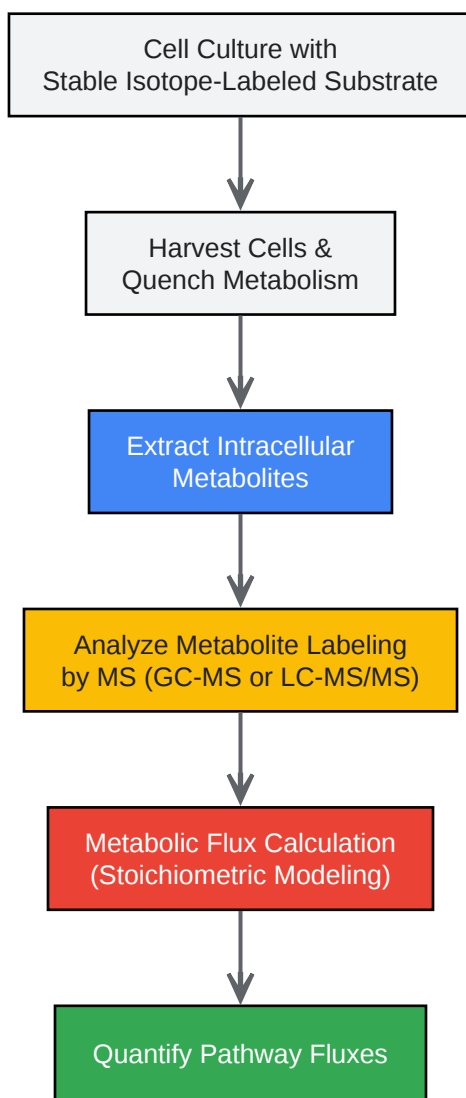 Cell Culture with
Stable Isotope-Labeled Substrate
Harvest Cells &
Quench Metabolism
Extract Intracellular
Metabolites
Analyze Metabolite Labeling
by MS (GC-MS or LC-MS/MS)
Metabolic Flux Calculation
(Stoichiometric Modeling)
Quantify Pathway Fluxes